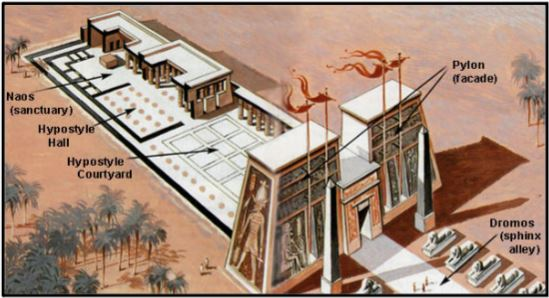 Naos
(sanctuary)
Hypostyle
Hall
Hypostyle
Courtyard
Pylon
(facade)
Dromos
(sphinx
alley)